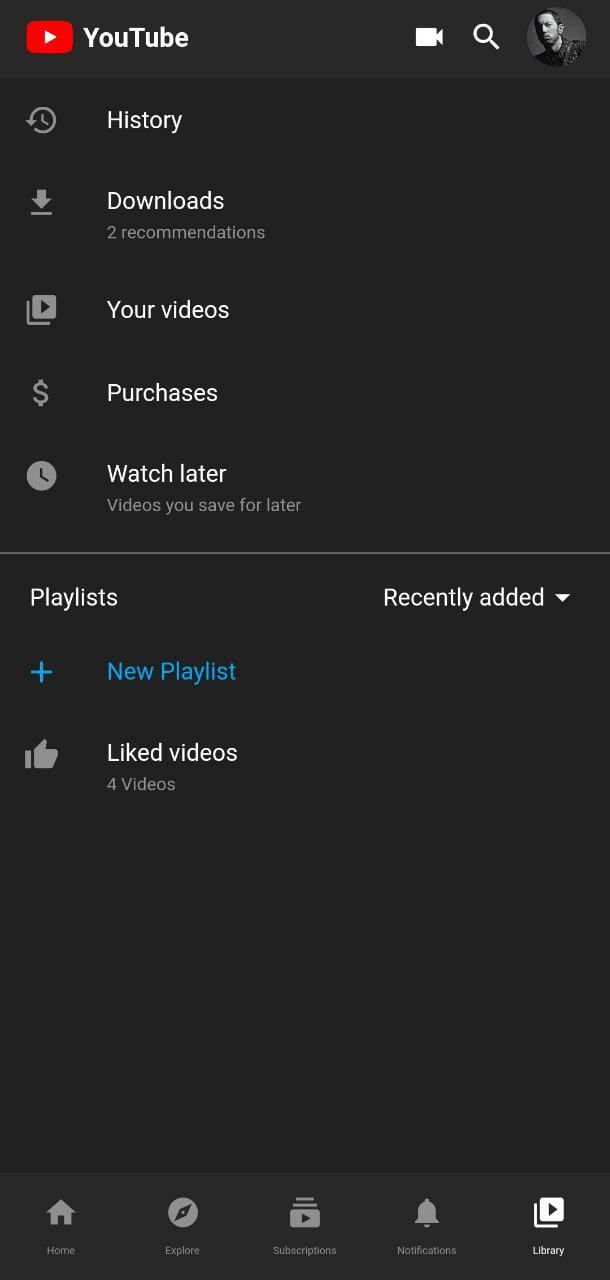 YouTube
History
Downloads
2 recommendations
Your videos
Purchases
Watch later
Videos you save for later
Playlists
Recently added
New Playlist
Liked videos
4 Videos
Home
Explore
Subscriptions
Notifications
Library